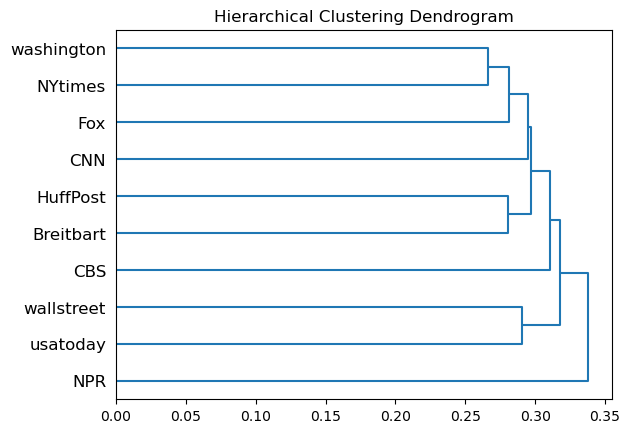 Hierarchical Clustering Dendrogram
washington
NYtimes
Fox
CNN
HuffPost
Breitbart
CBS
wallstreet
usatoday
NPR
0.00 0.05 0.10 0.15 0.20 0.25 0.30 0.35